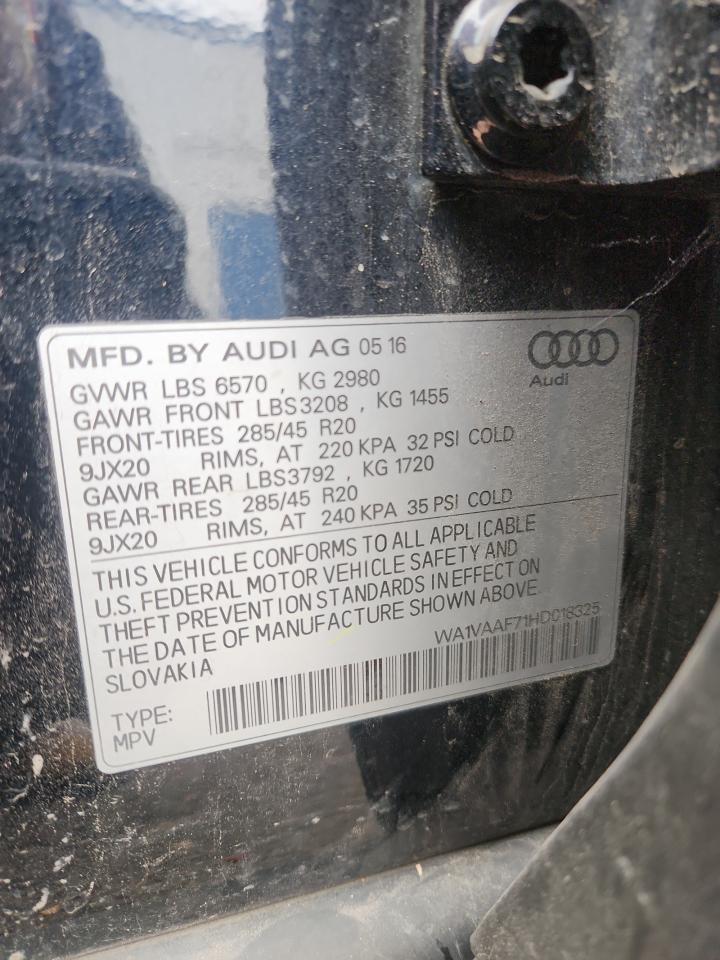 MFD. BY AUDI AG 05 16
Audi
GVWR LBS 6570 , KG 2980
GAWR FRONT LBS3208 , KG 1455
FRONT-TIRES 285/45 R20
9JX20 RIMS, AT 220 KPA 32 PSI COLD
GAWR REAR LBS3792 , KG 1720
REAR-TIRES 285/45 R20
9JX20 RIMS, AT 240 KPA 35 PSI COLD
THIS VEHICLE CONFORMS TO ALL APPLICABLE
U.S. FEDERAL MOTOR VEHICLE SAFETY AND
THEFT PREVENTION STANDARDS IN EFFECT ON
THE DATE OF MANUFACTURE SHOWN ABOVE.
SLOVAKIA
WA1VAAF71HD018325
TYPE:
MPV